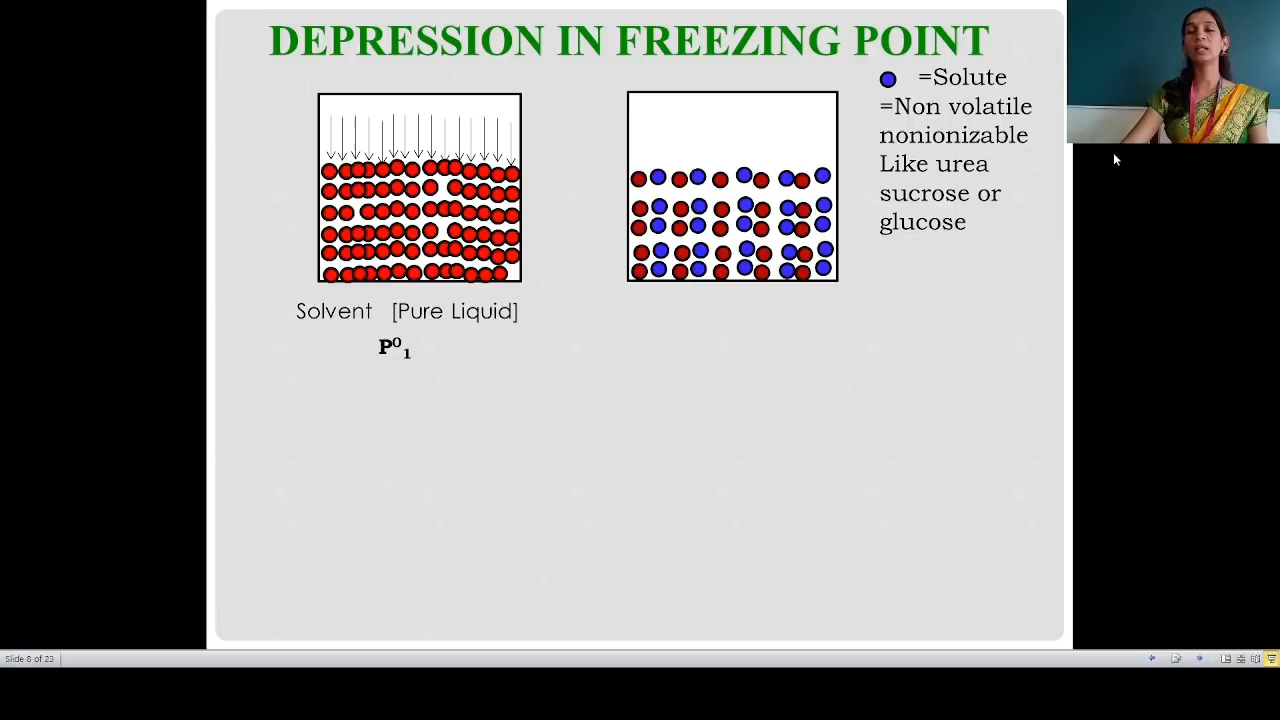 DEPRESSION IN FREEZING POINT
=Solute
=Non volatile
nonionizable
Like urea
sucrose or
glucose
Solvent [Pure Liquid]
P⁰₁
Slide 8 of 23